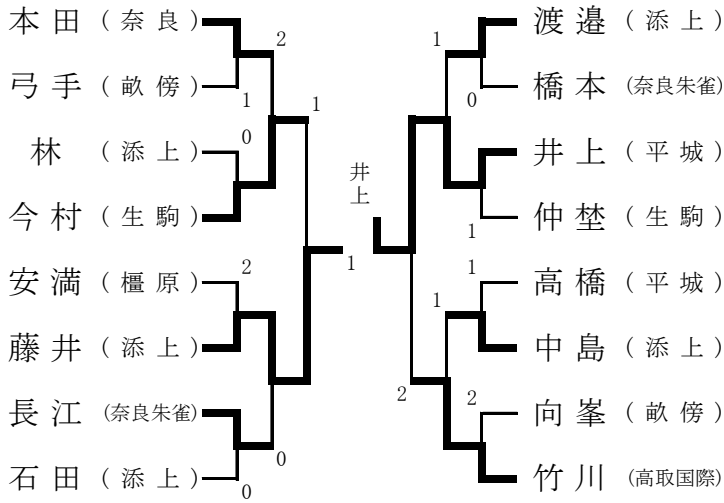 本田 (奈良)
2
弓手 (畝傍)
1
1
林 (添上)
0
今村 (生駒)
安満 (橿原)
2
1
藤井 (添上)
長江 (奈良朱雀)
0
石田 (添上)
0
井上
渡邉 (添上)
1
橋本 (奈良朱雀)
0
井上 (平城)
仲埜 (生駒)
1
高橋 (平城)
1
1
中島 (添上)
2
向峯 (畝傍)
2
竹川 (高取国際)